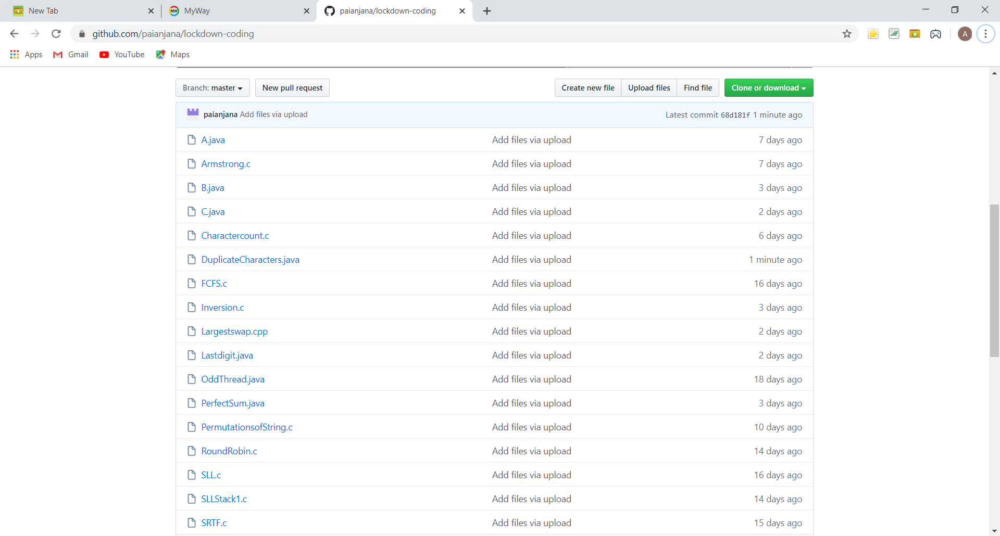 New Tab
MyWay
paianjana/lockdown-coding
github.com/paianjana/lockdown-coding
A
Apps
Gmail
YouTube
Maps
Branch: master
New pull request
Create new file
Upload files
Find file
Clone or download
paianjana Add files via upload
Latest commit 68d181f 1 minute ago
A.java Add files via upload 7 days ago
Armstrong.c Add files via upload 7 days ago
B.java Add files via upload 3 days ago
C.java Add files via upload 2 days ago
Charactercount.c Add files via upload 6 days ago
DuplicateCharacters.java Add files via upload 1 minute ago
FCFS.c Add files via upload 16 days ago
Inversion.c Add files via upload 3 days ago
Largestswap.cpp Add files via upload 2 days ago
Lastdigit.java Add files via upload 2 days ago
OddThread.java Add files via upload 18 days ago
PerfectSum.java Add files via upload 3 days ago
PermutationsofString.c Add files via upload 10 days ago
RoundRobin.c Add files via upload 14 days ago
SLL.c Add files via upload 16 days ago
SLLStack1.c Add files via upload 14 days ago
SRTF.c Add files via upload 15 days ago